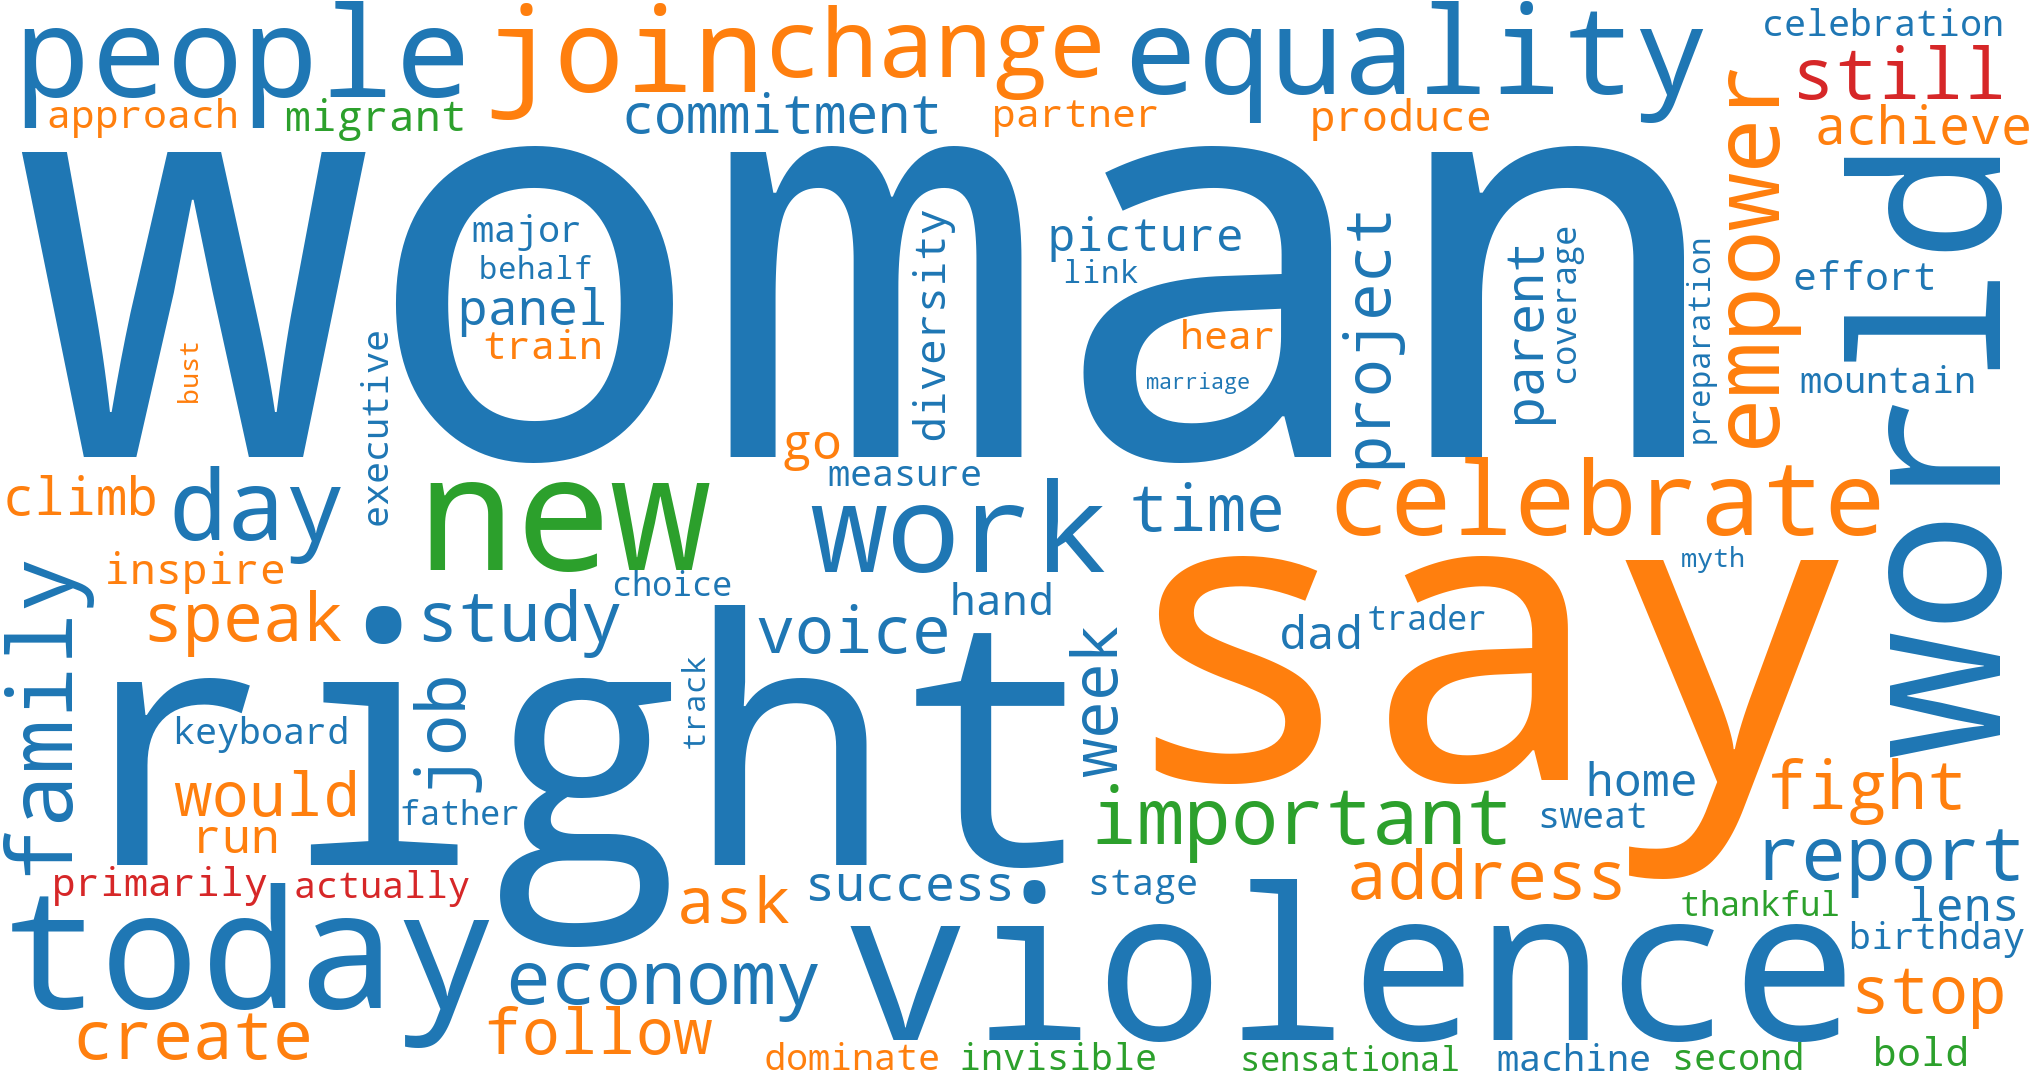 people
join
change
equality
celebration
still
approach
migrant
commitment
partner
produce
achieve
woman
world
empower
major
behalf
panel
train
diversity
picture
link
project
parent
coverage
preparation
effort
hear
marriage
mountain
bust
executive
go
measure
climb
day
new
work
time
celebrate
inspire
choice
hand
myth
family
speak
study
voice
week
say
dad
trader
right
job
track
keyboard
would
father
run
important
home
sweat
fight
report
primarily
actually
ask
success
stage
address
thankful
lens
birthday
today
economy
violence
stop
create
follow
dominate
invisible
sensational
machine
second
bold